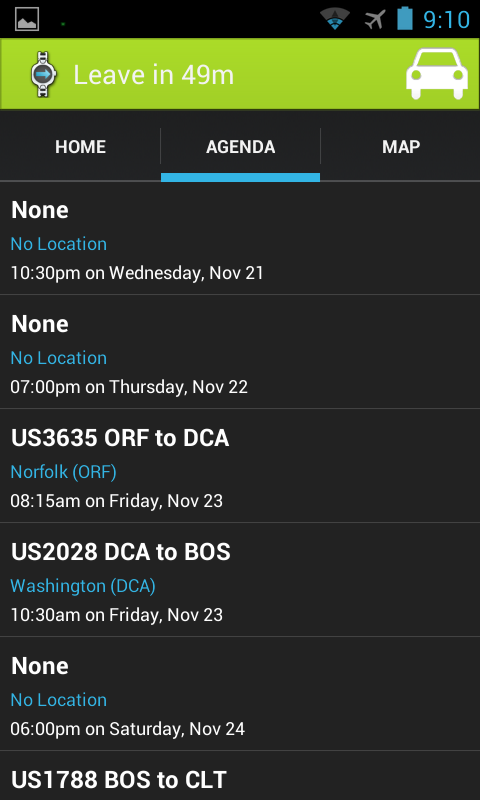 9:10
Leave in 49m
HOME AGENDA MAP
None
No Location
10:30pm on Wednesday, Nov 21
None
No Location
07:00pm on Thursday, Nov 22
US3635 ORF to DCA
Norfolk (ORF)
08:15am on Friday, Nov 23
US2028 DCA to BOS
Washington (DCA)
10:30am on Friday, Nov 23
None
No Location
06:00pm on Saturday, Nov 24
US1788 BOS to CLT